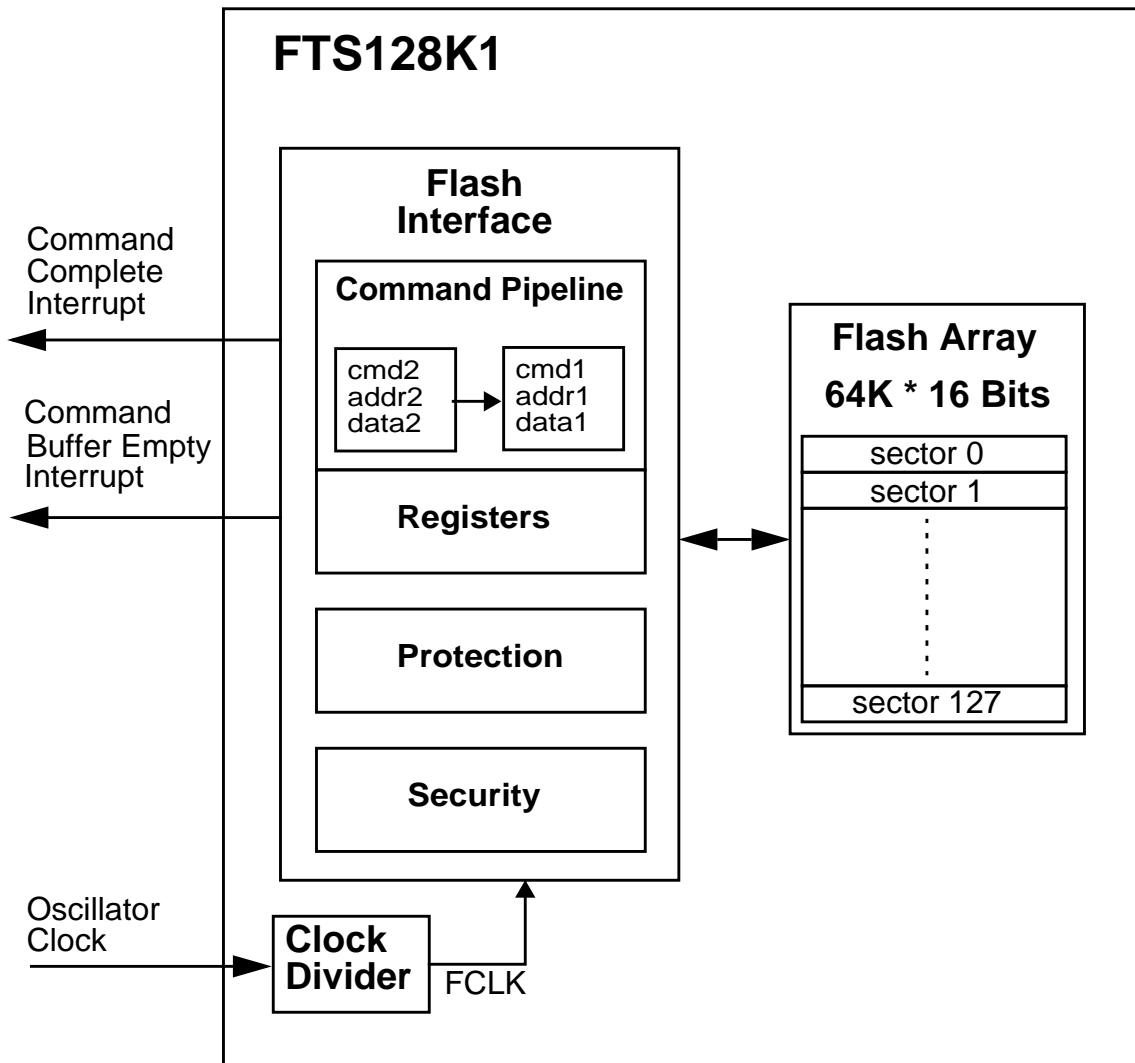 FTS128K1
Flash
Interface
Command
Complete
Interrupt
Command Pipeline
cmd2
addr2
data2
cmd1
addr1
data1
Command
Buffer Empty
Interrupt
Registers
Protection
Security
Flash Array
64K * 16 Bits
sector 0
sector 1
sector 127
Oscillator
Clock
Clock
Divider
FCLK